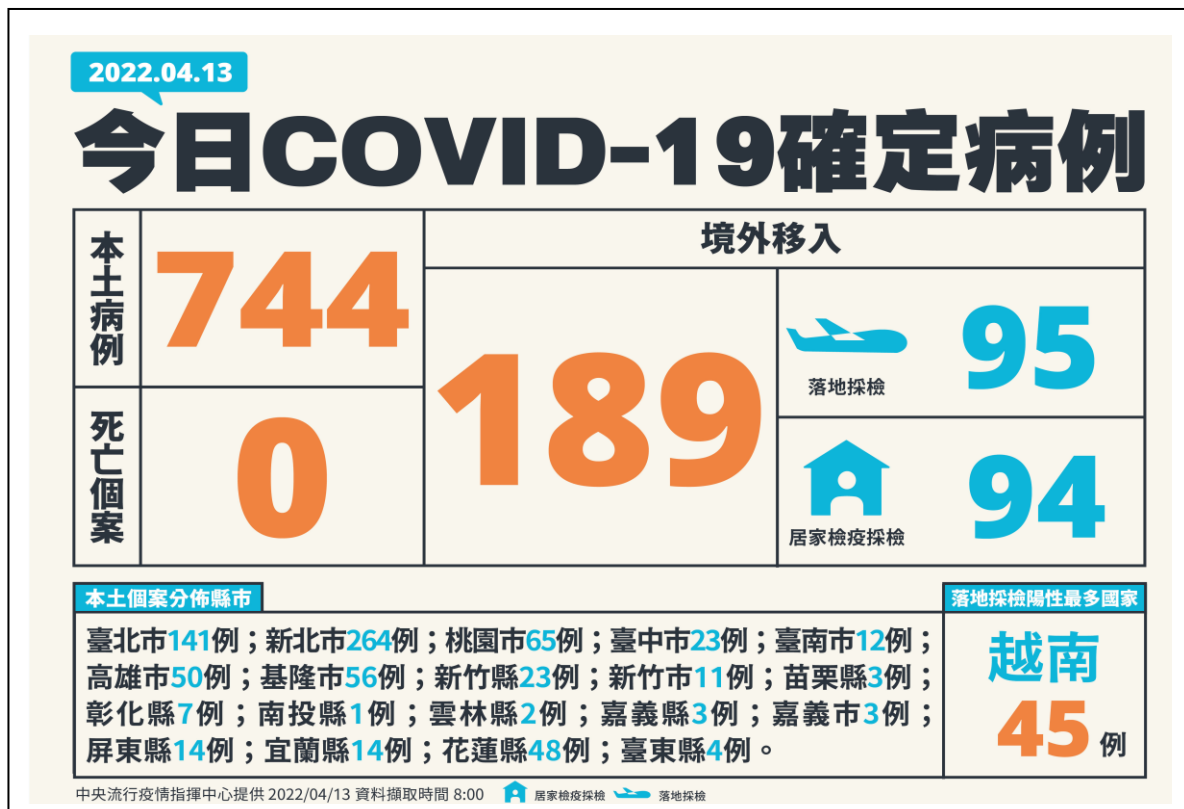 2022.04.13
今日COVID-19確定病例
本土病例
744
死亡個案
0
境外移入
189
落地採檢
95
居家檢疫採檢
94
本土個案分佈縣市
臺北市141例；新北市264例；桃園市65例；臺中市23例；臺南市12例；
高雄市50例；基隆市56例；新竹縣23例；新竹市11例；苗栗縣3例；
彰化縣7例；南投縣1例；雲林縣2例；嘉義縣3例；嘉義市3例；
屏東縣14例；宜蘭縣14例；花蓮縣48例；臺東縣4例。
落地採檢陽性最多國家
越南
45例
中央流行疫情指揮中心提供 2022/04/13 資料擷取時間 8:00 居家檢疫採檢 落地採檢